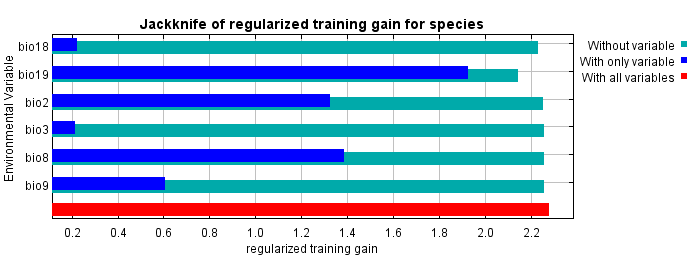 Jackknife of regularized training gain for species
Environmental Variable
bio18
bio19
bio2
bio3
bio8
bio9
Without variable
With only variable
With all variables
0.2 0.4 0.6 0.8 1.0 1.2 1.4 1.6 1.8 2.0 2.2
regularized training gain